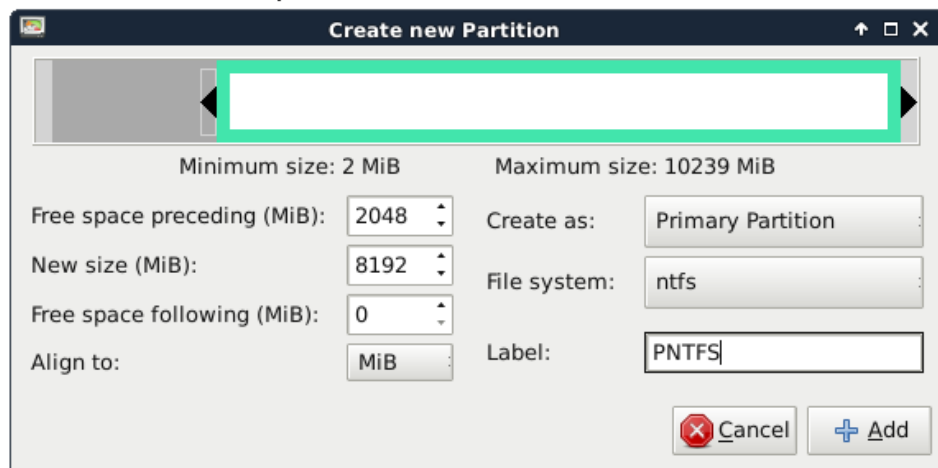 Create new Partition
Minimum size: 2 MiB
Maximum size: 10239 MiB
Free space preceding (MiB): 2048
Create as: Primary Partition
New size (MiB): 8192
File system: ntfs
Free space following (MiB): 0
Label: PNTFS
Align to: MiB
Cancel
Add